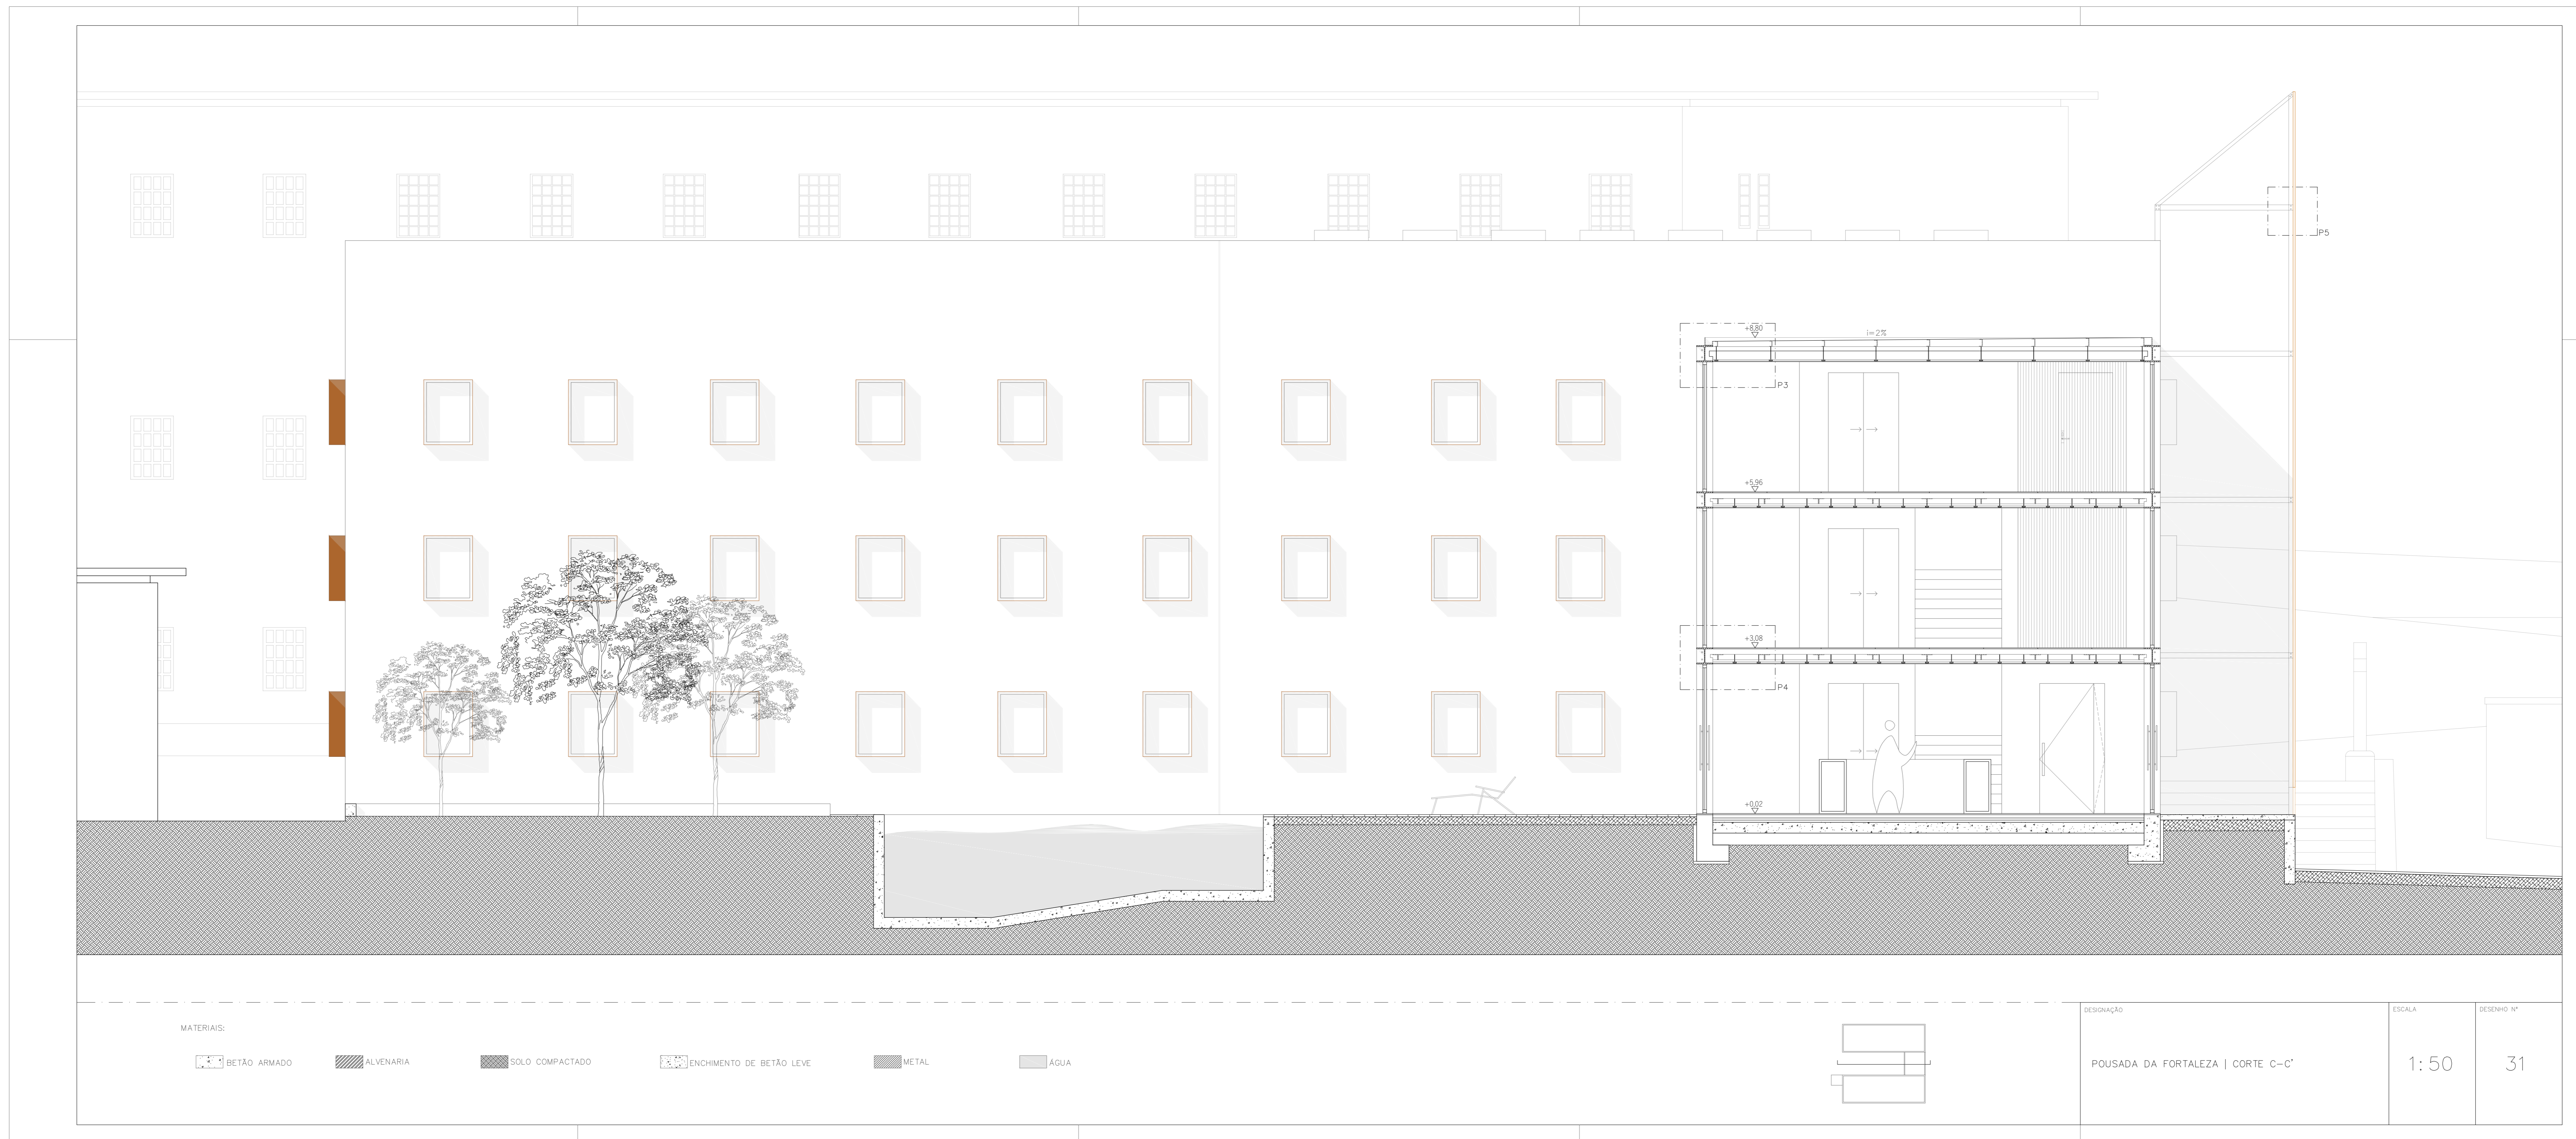 P5
+8,80
i=2%
P3
+5,96
+3,08
P4
+0,02
MATERIAIS:
BETÃO ARMADO
ALVENARIA
SOLO COMPACTADO
ENCHIMENTO DE BETÃO LEVE
METAL
ÁGUA
DESIGNAÇÃO
POUSADA DA FORTALEZA | CORTE C-C'
ESCALA
1:50
DESENHO Nº
31